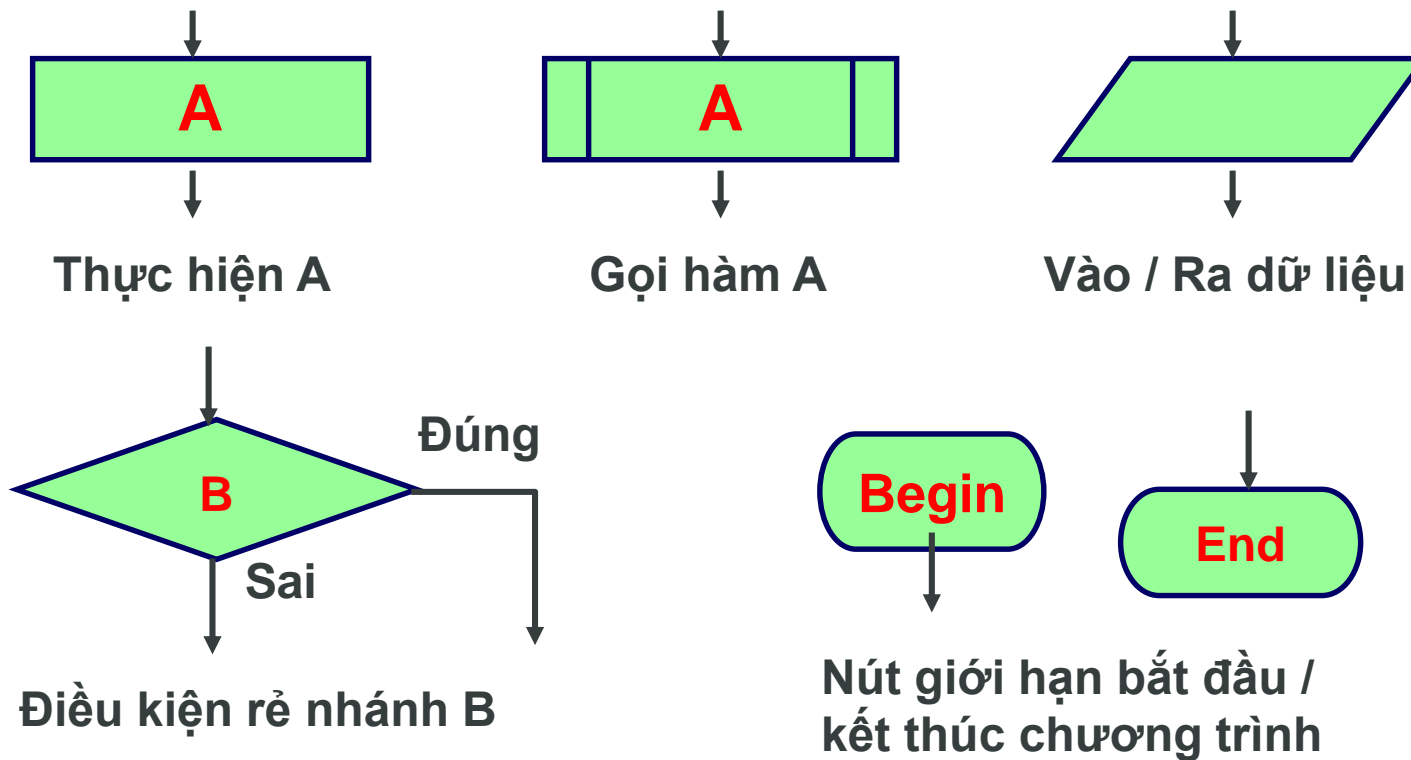 A
A
Thực hiện A
Gọi hàm A
Vào / Ra dữ liệu
Đúng
B
Sai
Begin
End
Điều kiện rẻ nhánh B
Nút giới hạn bắt đầu /
kết thúc chương trình